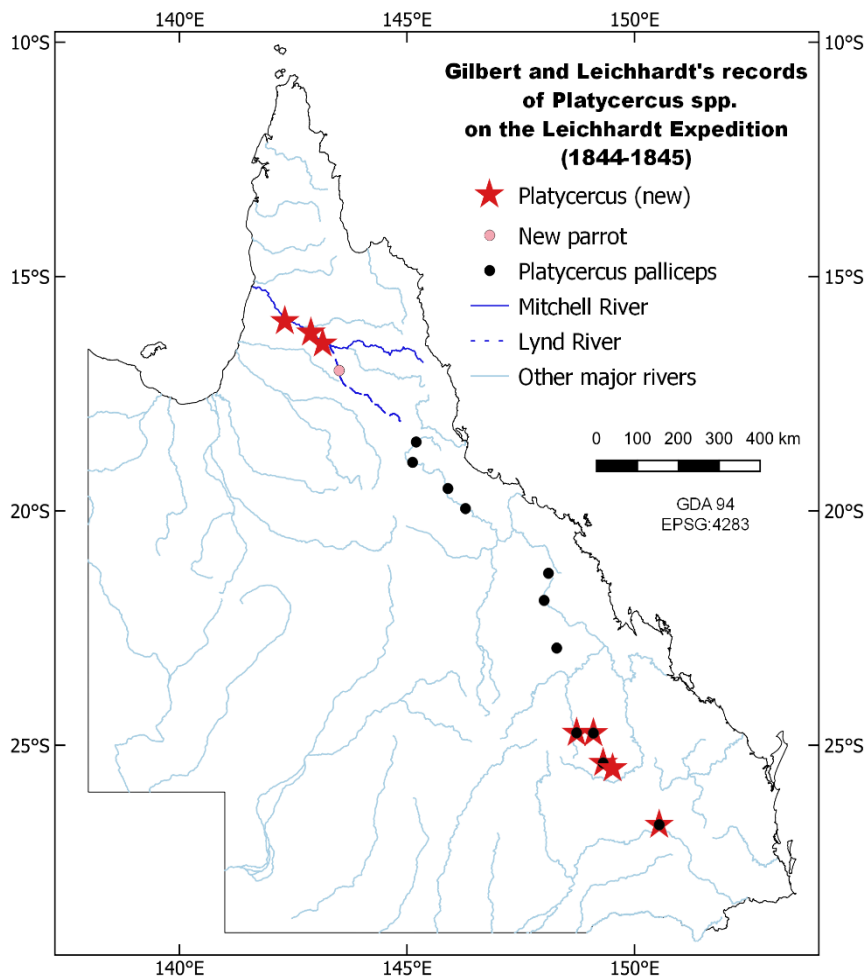 140°E 145°E 150°E
10°S 10°S
Gilbert and Leichhardt's records
of Platycercus spp.
on the Leichhardt Expedition
(1844-1845)
Platycercus (new)
New parrot
Platycercus palliceps
Mitchell River
Lynd River
Other major rivers
15°S 15°S
0 100 200 300 400 km
GDA 94
EPSG:4283
20°S 20°S
25°S 25°S
140°E 145°E 150°E